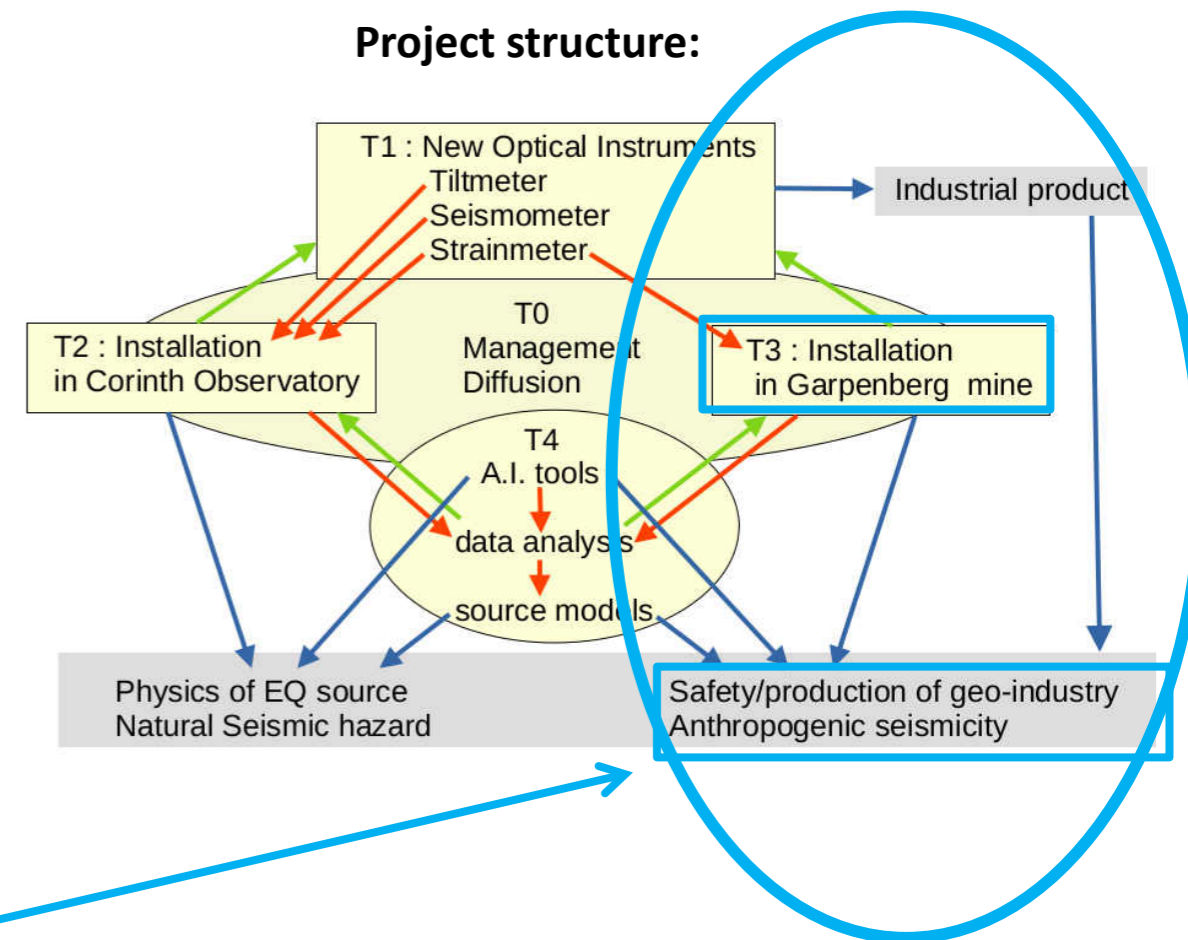 Project structure:
T1 : New Optical Instruments
Tiltmeter
Seismometer
Strainmeter
Industrial product
T0
Management
Diffusion
T2 : Installation
in Corinth Observatory
T3 : Installation
in Garpenberg mine
T4
A.I. tools
data analysis
source models
Physics of EQ source
Natural Seismic hazard
Safety/production of geo-industry
Anthropogenic seismicity